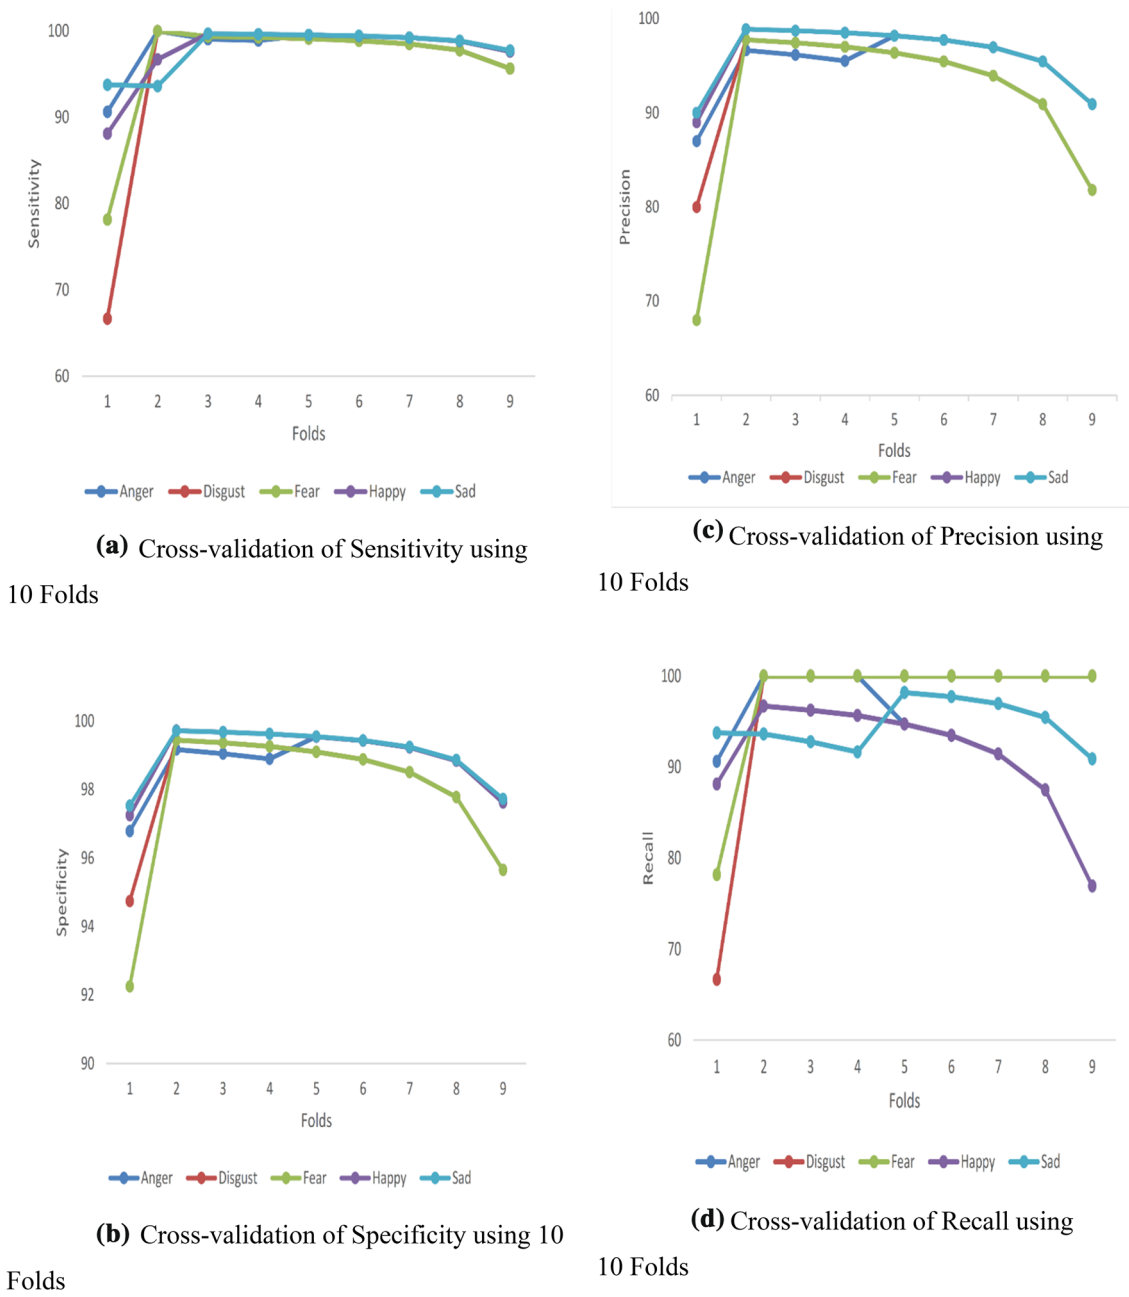 100
90
80
70
60
Sensitivity
1 2 3 4 5 6 7 8 9
Folds
Anger Disgust Fear Happy Sad
(a) Cross-validation of Sensitivity using
10 Folds
100
90
80
70
60
Precision
1 2 3 4 5 6 7 8 9
Folds
Anger Disgust Fear Happy Sad
(c) Cross-validation of Precision using
10 Folds
100
98
96
94
92
90
Specificity
1 2 3 4 5 6 7 8 9
Folds
Anger Disgust Fear Happy Sad
(b) Cross-validation of Specificity using 10
Folds
100
90
80
70
60
Recall
1 2 3 4 5 6 7 8 9
Folds
Anger Disgust Fear Happy Sad
(d) Cross-validation of Recall using
10 Folds